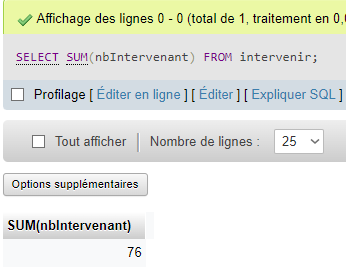 Affichage des lignes 0 - 0 (total de 1, traitement en 0,0
SELECT SUM(nbIntervenant) FROM intervenir;
Profilage [ Éditer en ligne ] [ Éditer ] [ Expliquer SQL ]
Tout afficher Nombre de lignes : 25
Options supplémentaires
SUM(nbIntervenant)
76